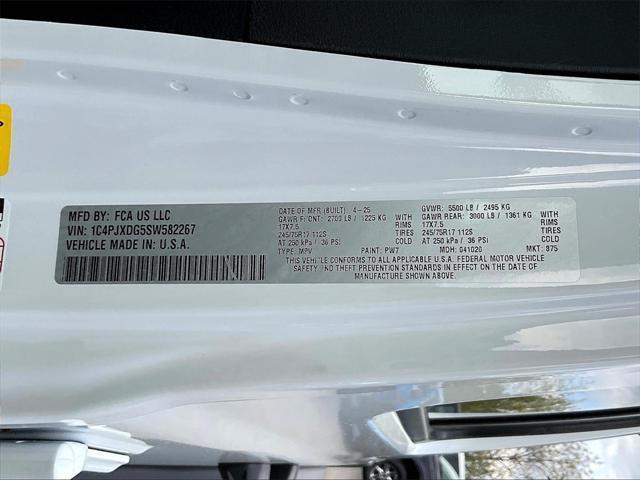 MFD BY: FCA US LLC
VIN: 1C4PJXDG5SW582267
VEHICLE MADE IN: U.S.A.
DATE OF MFR (BUILT): 4-25 GVWR: 5500 LB / 2495 KG
GAWR FRONT: 2700 LB / 1225 KG WITH GAWR REAR: 3000 LB / 1361 KG WITH
17X7.5 RIMS 17X7.5 RIMS
245/75R17 112S TIRES 245/75R17 112S TIRES
AT 250 kPa / 36 PSI AT 250 kPa / 36 PSI
TYPE: MPV PAINT: PW7 MDH: 041020 MKT: 875
THIS VEHICLE CONFORMS TO ALL APPLICABLE U.S.A. FEDERAL MOTOR VEHICLE
SAFETY AND THEFT PREVENTION STANDARDS IN EFFECT ON THE DATE OF
MANUFACTURE SHOWN ABOVE.